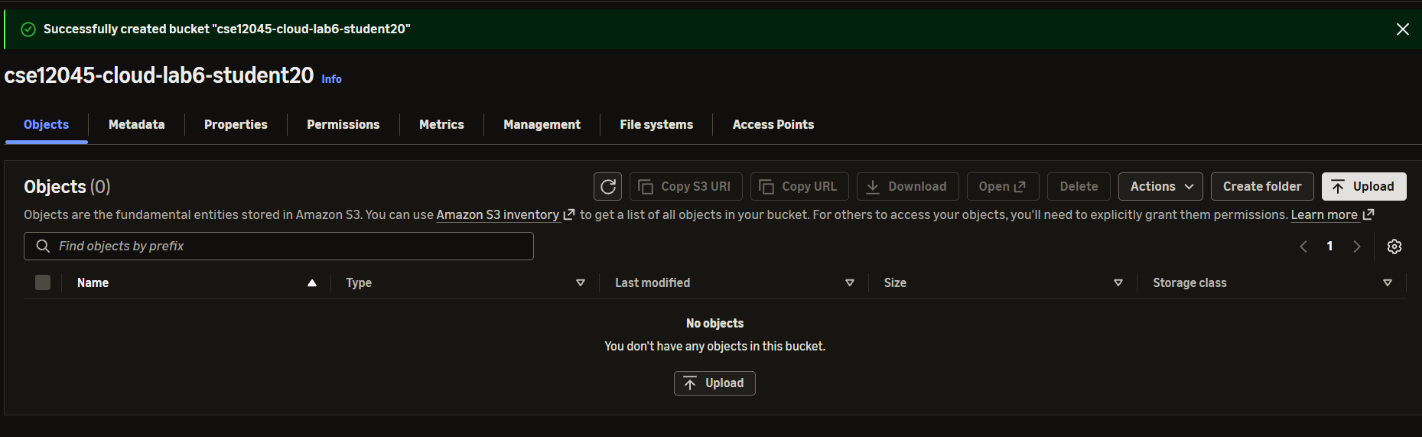 Successfully created bucket "cse12045-cloud-lab6-student20"
cse12045-cloud-lab6-student20 Info
Objects Metadata Properties Permissions Metrics Management File systems Access Points
Objects (0) Copy S3 URI Copy URL Download Open Delete Actions Create folder Upload
Objects are the fundamental entities stored in Amazon S3. You can use Amazon S3 inventory to get a list of all objects in your bucket. For others to access your objects, you'll need to explicitly grant them permissions. Learn more
Find objects by prefix 1
Name Type Last modified Size Storage class
No objects
You don't have any objects in this bucket.
Upload